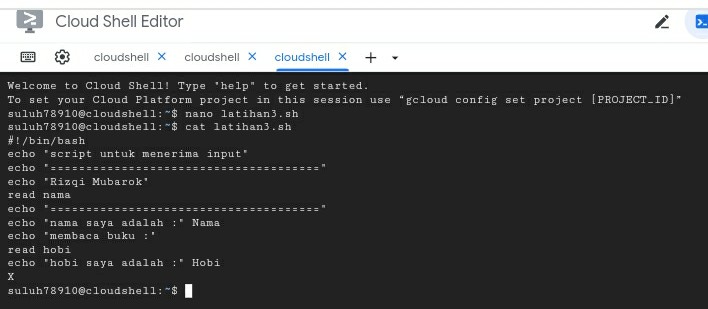 Cloud Shell Editor
cloudshell cloudshell cloudshell
Welcome to Cloud Shell! Type "help" to get started.
To set your Cloud Platform project in this session use “gcloud config set project [PROJECT_ID]”
suluh78910@cloudshell:~$ nano latihan3.sh
suluh78910@cloudshell:~$ cat latihan3.sh
#!/bin/bash
echo "script untuk menerima input"
echo "====================================="
echo "Rizqi Mubarok"
read nama
echo "====================================="
echo "nama saya adalah :" Nama
echo "membaca buku :"
read hobi
echo "hobi saya adalah :" Hobi
X
suluh78910@cloudshell:~$